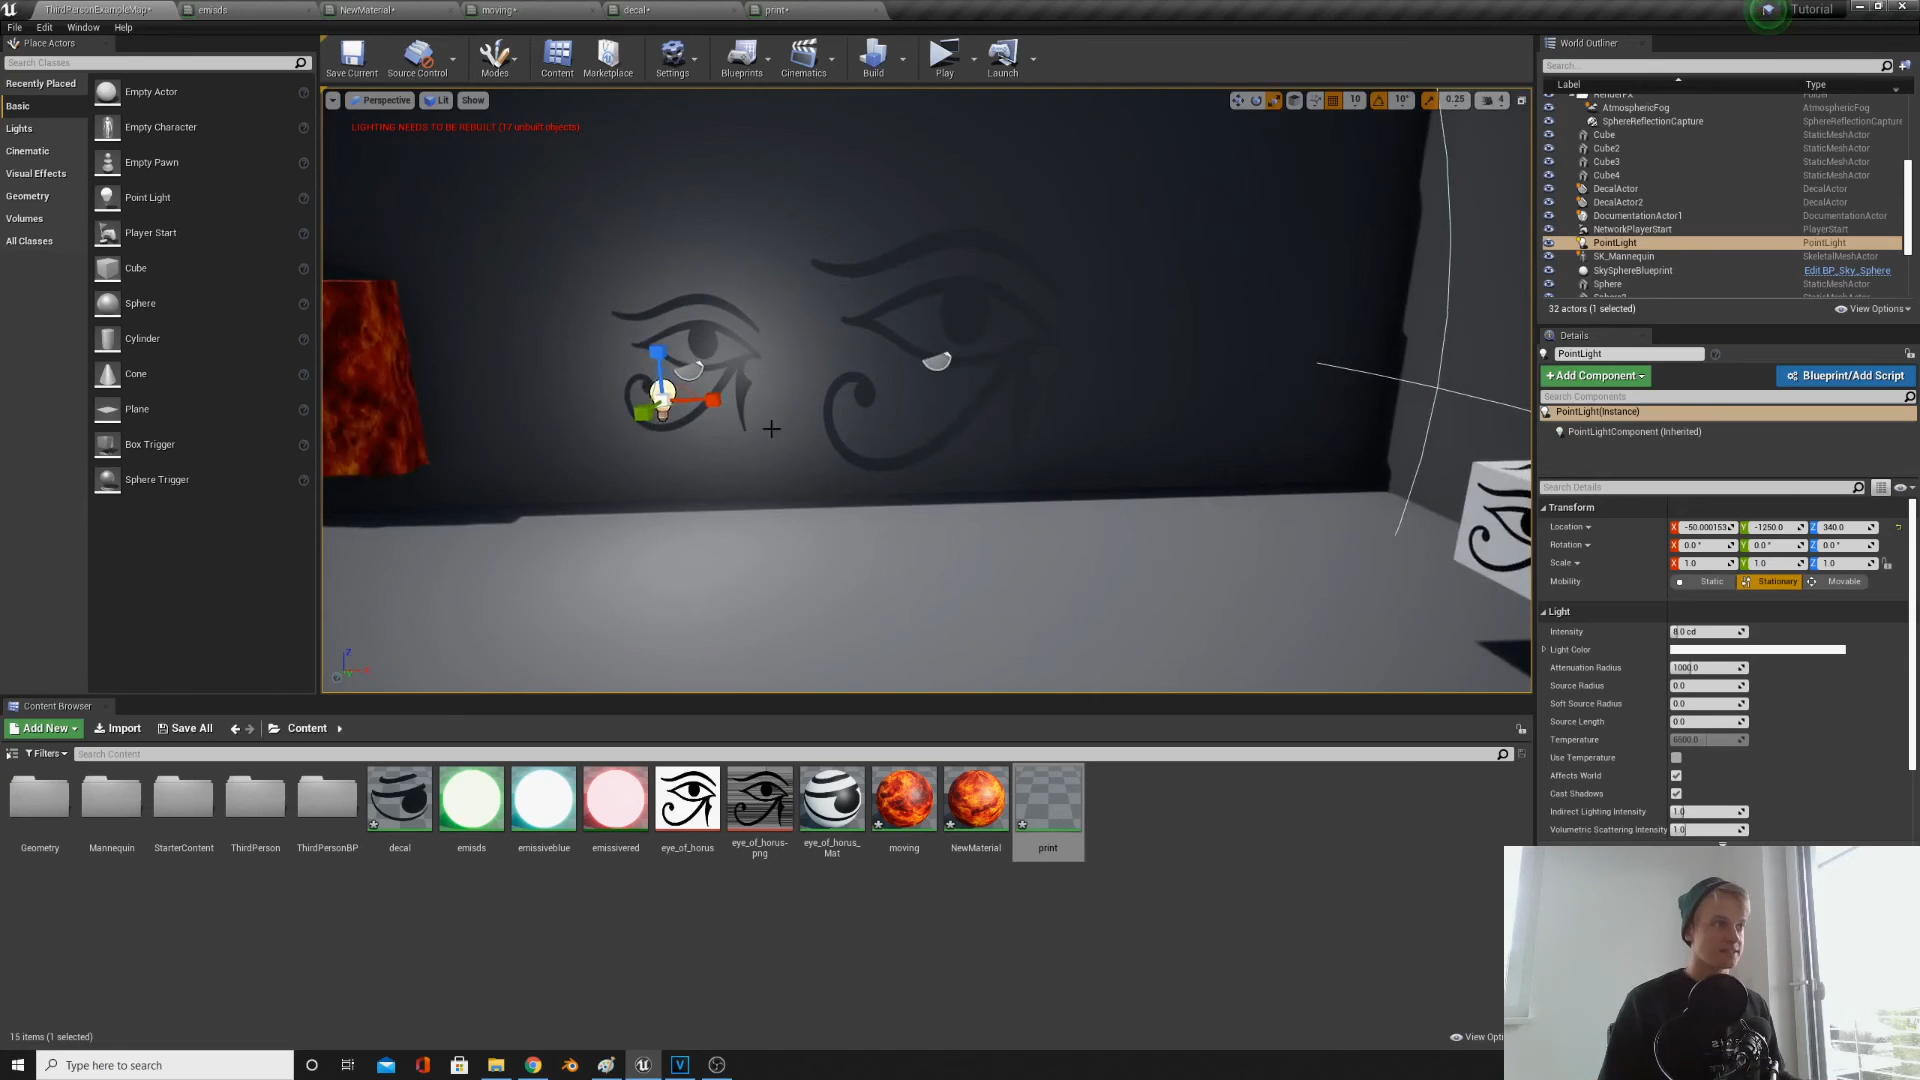 ThirdPersonExampleMap*
emisds
NewMaterial*
moving*
decal*
print*
Tutorial
File Edit Window Help
Place Actors
Search Classes
Recently Placed
Basic
Lights
Cinematic
Visual Effects
Geometry
Volumes
All Classes
Empty Actor
Empty Character
Empty Pawn
Point Light
Player Start
Cube
Sphere
Cylinder
Cone
Plane
Box Trigger
Sphere Trigger
Save Current
Source Control
Modes
Content
Marketplace
Settings
Blueprints
Cinematics
Build
Play
Launch
Perspective
Lit
Show
10
10°
0.25
4
LIGHTING NEEDS TO BE REBUILT (17 unbuilt objects)
World Outliner
Search...
Label Type
RenderFX Folder
AtmosphericFog AtmosphericFog
SphereReflectionCapture SphereReflectionCapture
Cube StaticMeshActor
Cube2 StaticMeshActor
Cube3 StaticMeshActor
Cube4 StaticMeshActor
DecalActor DecalActor
DecalActor2 DecalActor
DocumentationActor1 DocumentationActor
NetworkPlayerStart PlayerStart
PointLight PointLight
SK_Mannequin SkeletalMeshActor
SkySphereBlueprint Edit BP_Sky_Sphere
Sphere StaticMeshActor
32 actors (1 selected)
View Options
Details
PointLight
+Add Component
Blueprint/Add Script
Search Components
PointLight(Instance)
PointLightComponent (Inherited)
Search Details
Transform
Location X -50.000153 Y -1250.0 Z 340.0
Rotation X 0.0° Y 0.0° Z 0.0°
Scale X 1.0 Y 1.0 Z 1.0
Mobility Static Stationary Movable
Light
Intensity 8.0 cd
Light Color
Attenuation Radius 1000.0
Source Radius 0.0
Soft Source Radius 0.0
Source Length 0.0
Temperature 6500.0
Use Temperature
Affects World
Cast Shadows
Indirect Lighting Intensity 1.0
Volumetric Scattering Intensity 1.0
Content Browser
Add New
Import
Save All
Content
Filters
Search Content
Geometry
Mannequin
StarterContent
ThirdPerson
ThirdPersonBP
decal
emisds
emissiveblue
emissivered
eye_of_horus
eye_of_horus-
png
eye_of_horus_
Mat
moving
NewMaterial
print
15 items (1 selected)
View Opti
Type here to search